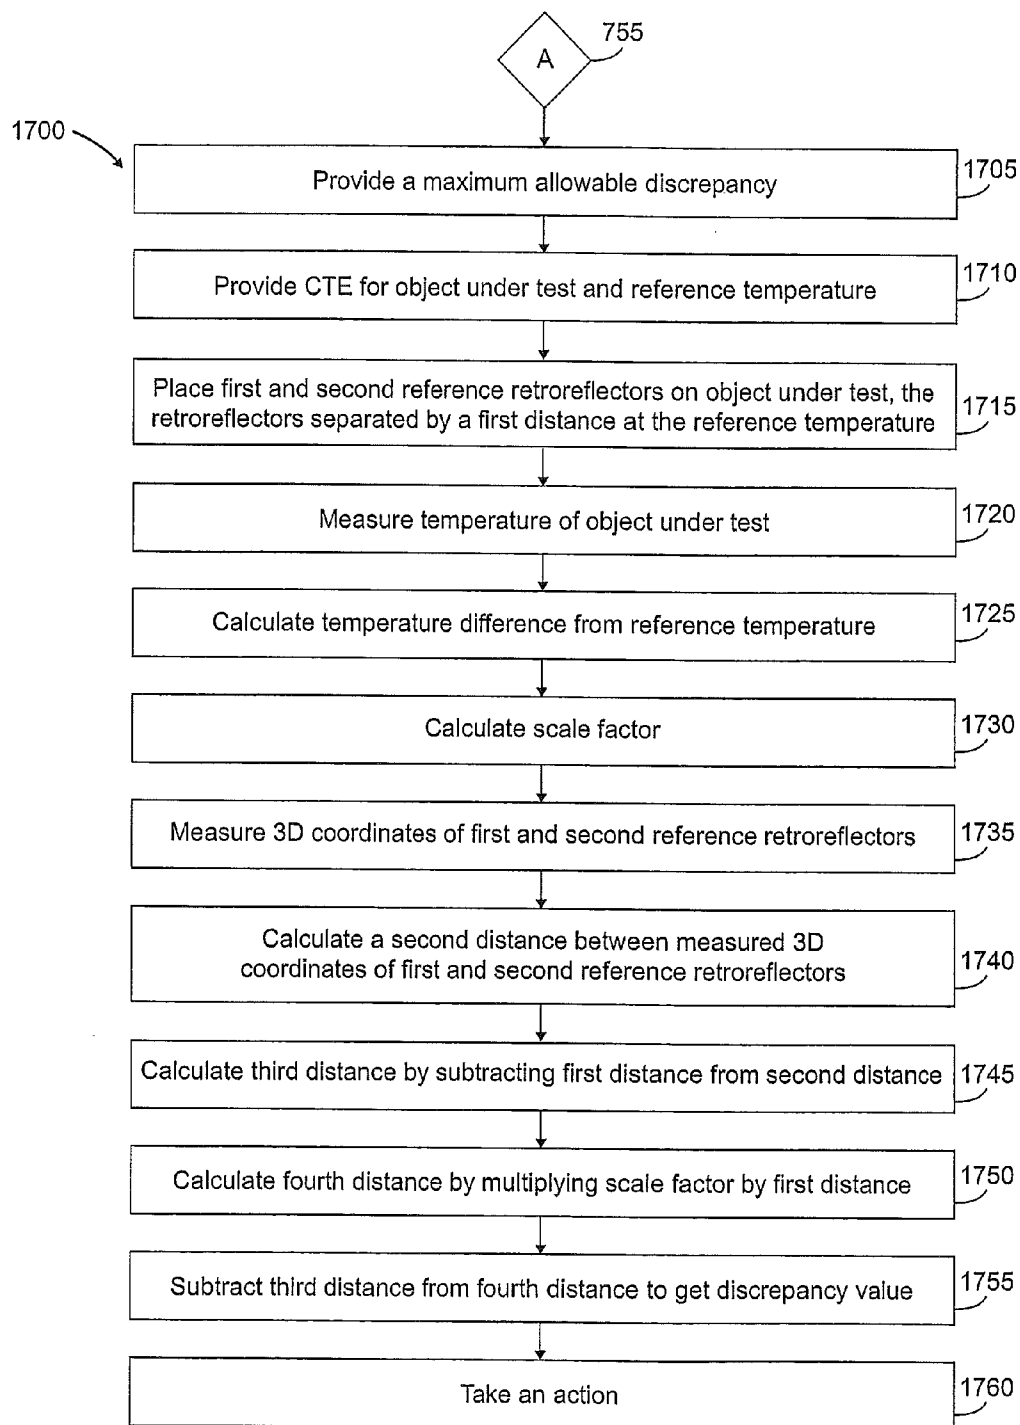 A
755
1700
Provide a maximum allowable discrepancy
1705
Provide CTE for object under test and reference temperature
1710
Place first and second reference retroreflectors on object under test, the
retroreflectors separated by a first distance at the reference temperature
1715
Measure temperature of object under test
1720
Calculate temperature difference from reference temperature
1725
Calculate scale factor
1730
Measure 3D coordinates of first and second reference retroreflectors
1735
Calculate a second distance between measured 3D
coordinates of first and second reference retroreflectors
1740
Calculate third distance by subtracting first distance from second distance
1745
Calculate fourth distance by multiplying scale factor by first distance
1750
Subtract third distance from fourth distance to get discrepancy value
1755
Take an action
1760